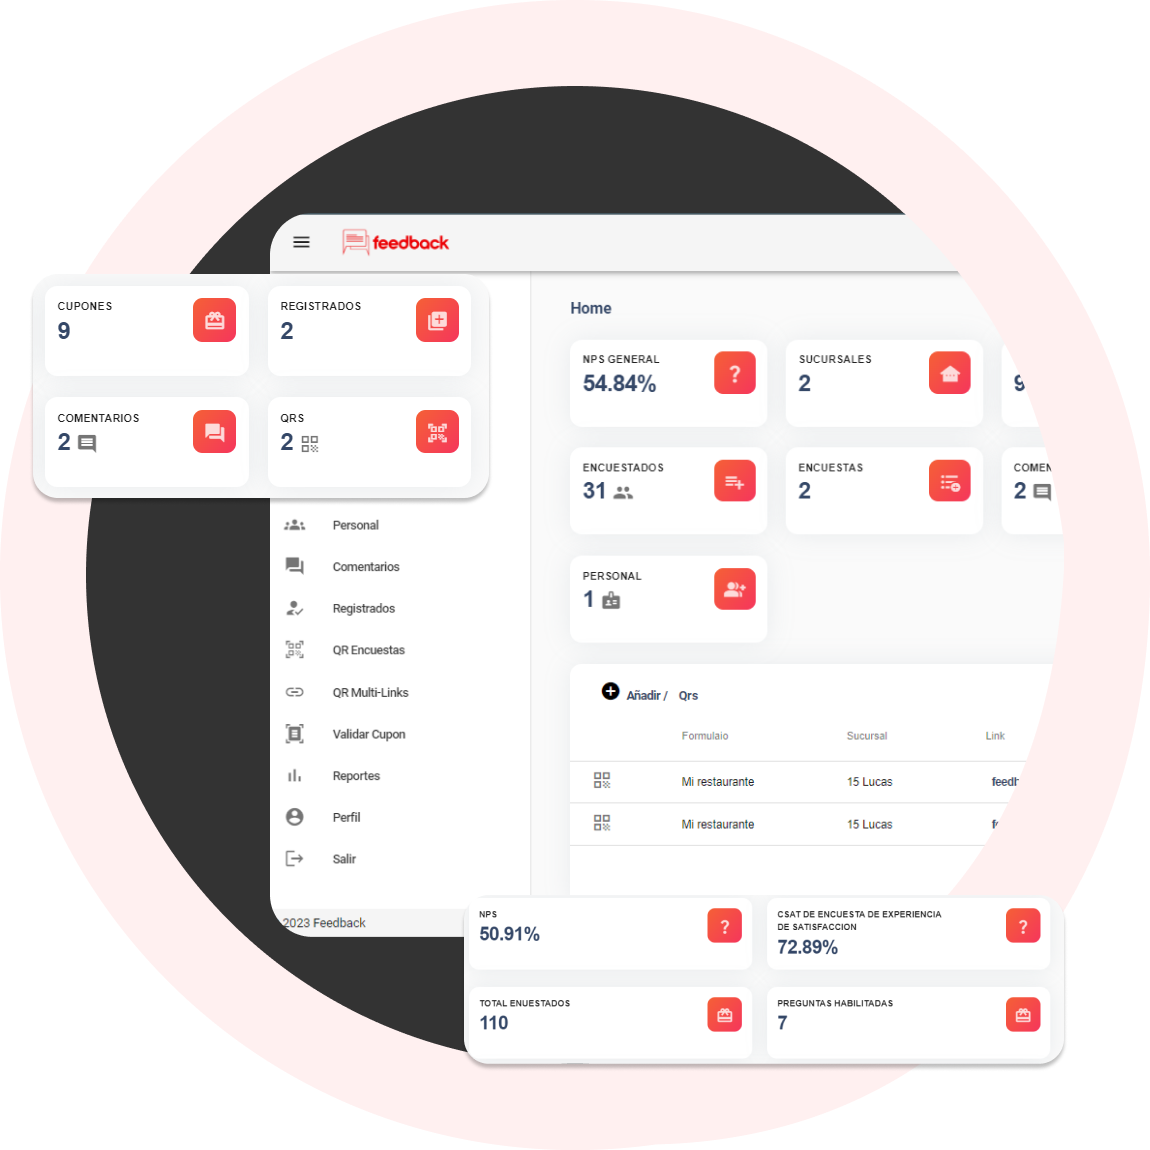 feedback
CUPONES
9
REGISTRADOS
2
COMENTARIOS
2
QRS
2
Home
NPS GENERAL
54.84%
SUCURSALES
2
9
ENCUESTADOS
31
ENCUESTAS
2
COMEN
2
PERSONAL
1
Personal
Comentarios
Registrados
QR Encuestas
QR Multi-Links
Validar Cupon
Reportes
Perfil
Salir
2023 Feedback
Añadir / Qrs
Formulaio Sucursal Link
Mi restaurante 15 Lucas feedb
Mi restaurante 15 Lucas
NPS
50.91%
CSAT DE ENCUESTA DE EXPERIENCIA
DE SATISFACCION
72.89%
TOTAL ENUESTADOS
110
PREGUNTAS HABILITADAS
7